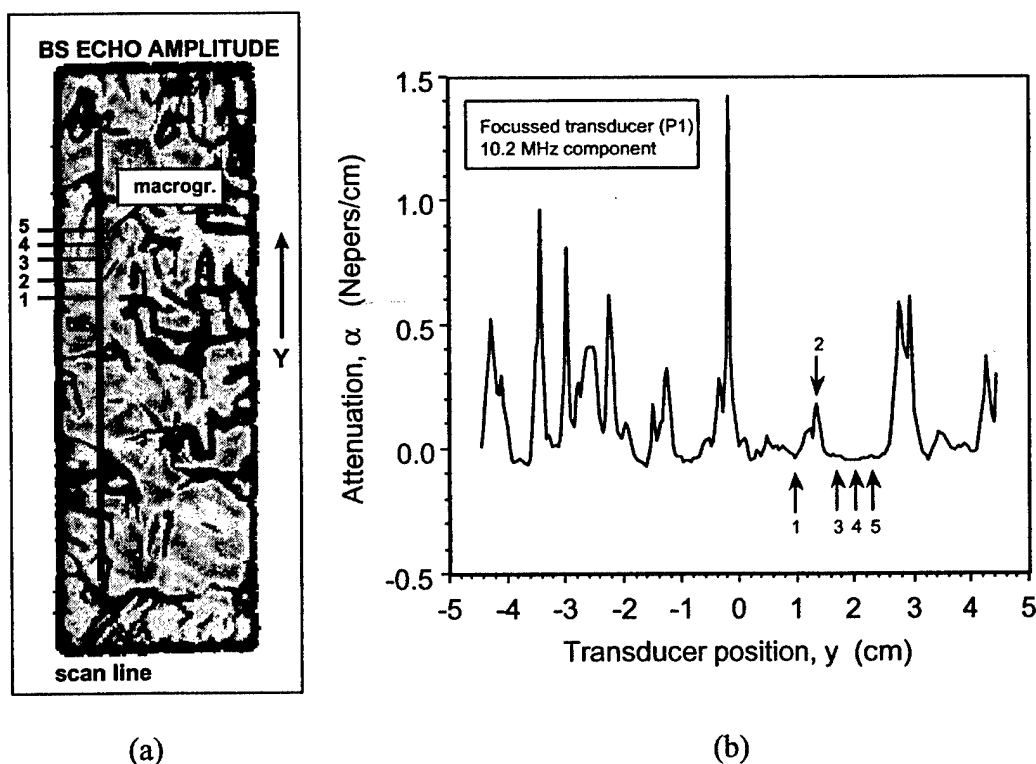 BS ECHO AMPLITUDE
macrogr.
5
4
3
2
1
Y
scan line
(a)
Focussed transducer (P1)
10.2 MHz component
Attenuation, α (Nepers/cm)
1.5
1.0
0.5
0.0
-0.5
2
1 3 4 5
-5 -4 -3 -2 -1 0 1 2 3 4 5
Transducer position, y (cm)
(b)